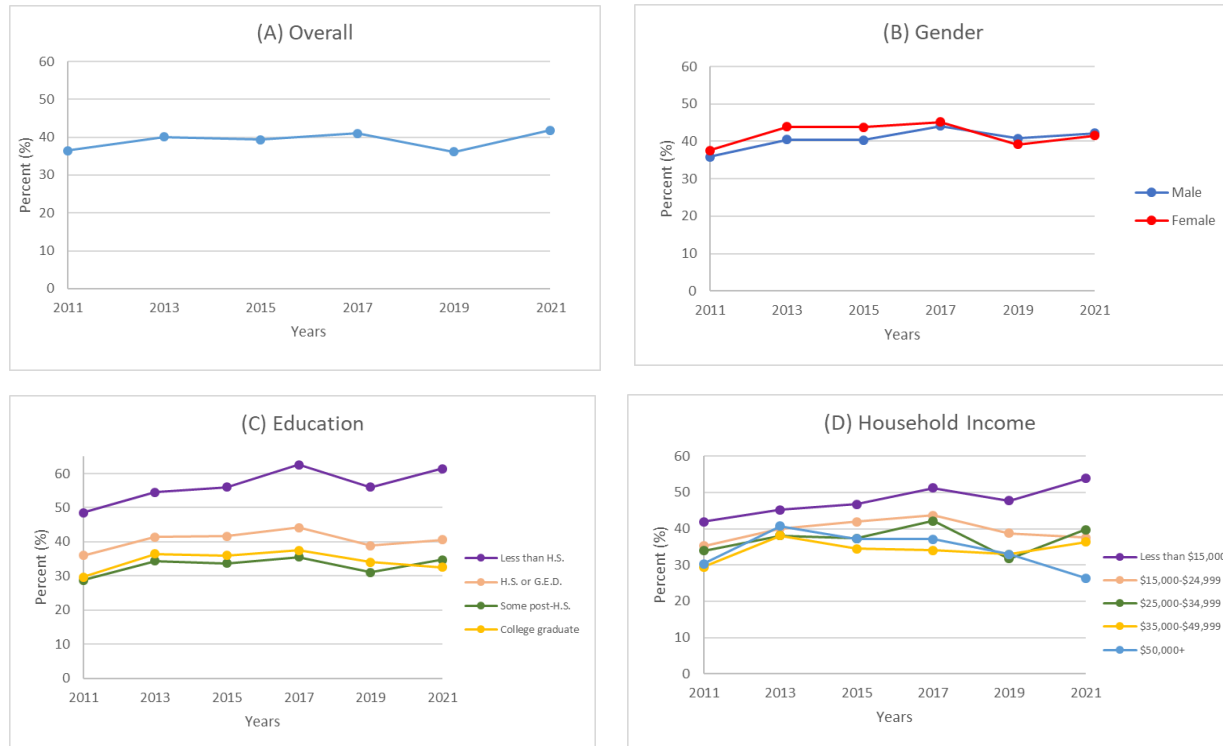 (A) Overall
Percent (%)
60
50
40
30
20
10
0
2011 2013 2015 2017 2019 2021
Years
(B) Gender
Percent (%)
60
50
40
30
20
10
0
2011 2013 2015 2017 2019 2021
Years
Male
Female
(C) Education
Percent (%)
60
50
40
30
20
10
0
2011 2013 2015 2017 2019 2021
Years
Less than H.S.
H.S. or G.E.D.
Some post-H.S.
College graduate
(D) Household Income
Percent (%)
60
50
40
30
20
10
0
2011 2013 2015 2017 2019 2021
Years
Less than $15,000
$15,000-$24,999
$25,000-$34,999
$35,000-$49,999
$50,000+